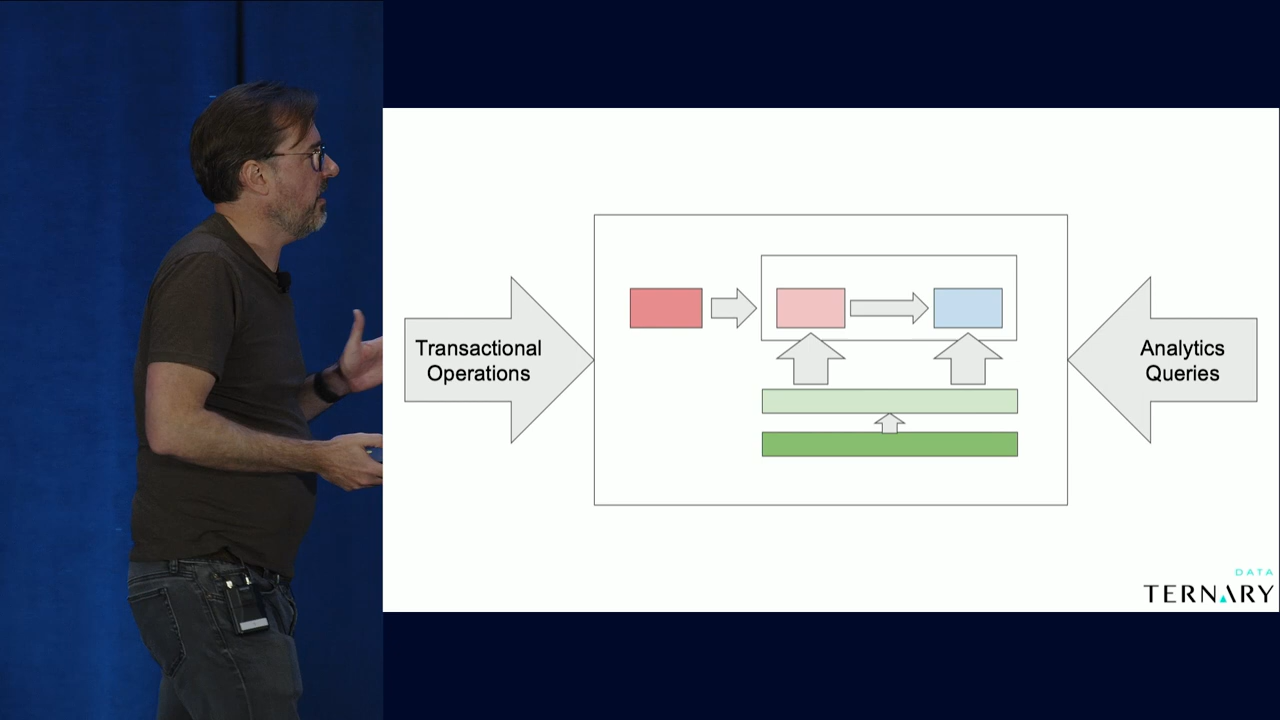 Transactional
Operations
Analytics
Queries
DATA
TERNARY